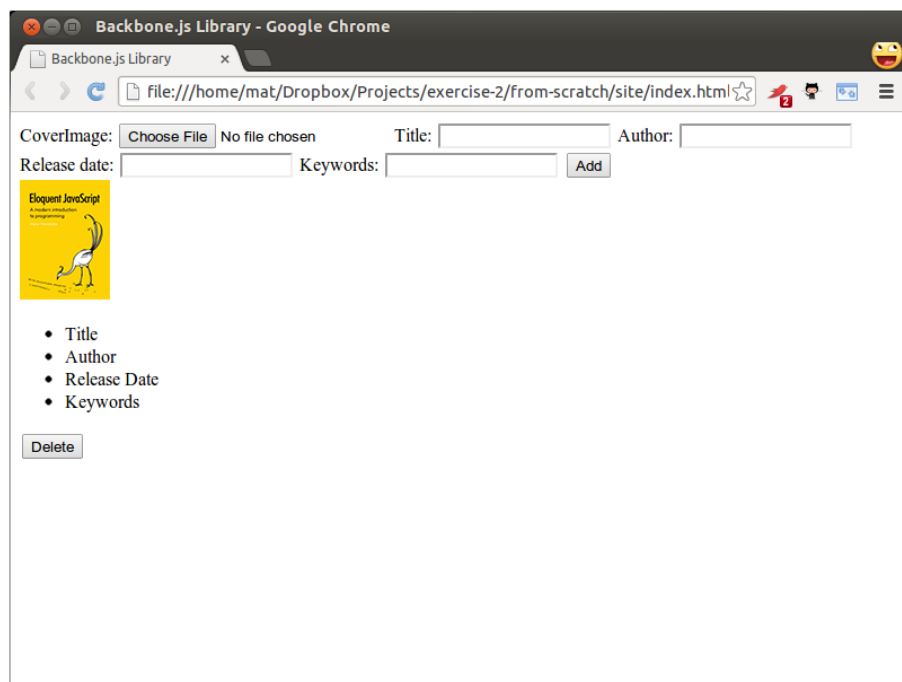 Backbone.js Library - Google Chrome
Backbone.js Library ×
file:///home/mat/Dropbox/Projects/exercise-2/from-scratch/site/index.html
2
CoverImage: Choose File No file chosen Title: Author:
Release date: Keywords: Add
Eloquent JavaScript
A modern introduction
to programming
• Title
• Author
• Release Date
• Keywords
Delete